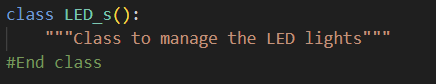 class LED_s():
    """Class to manage the LED lights"""
#End class